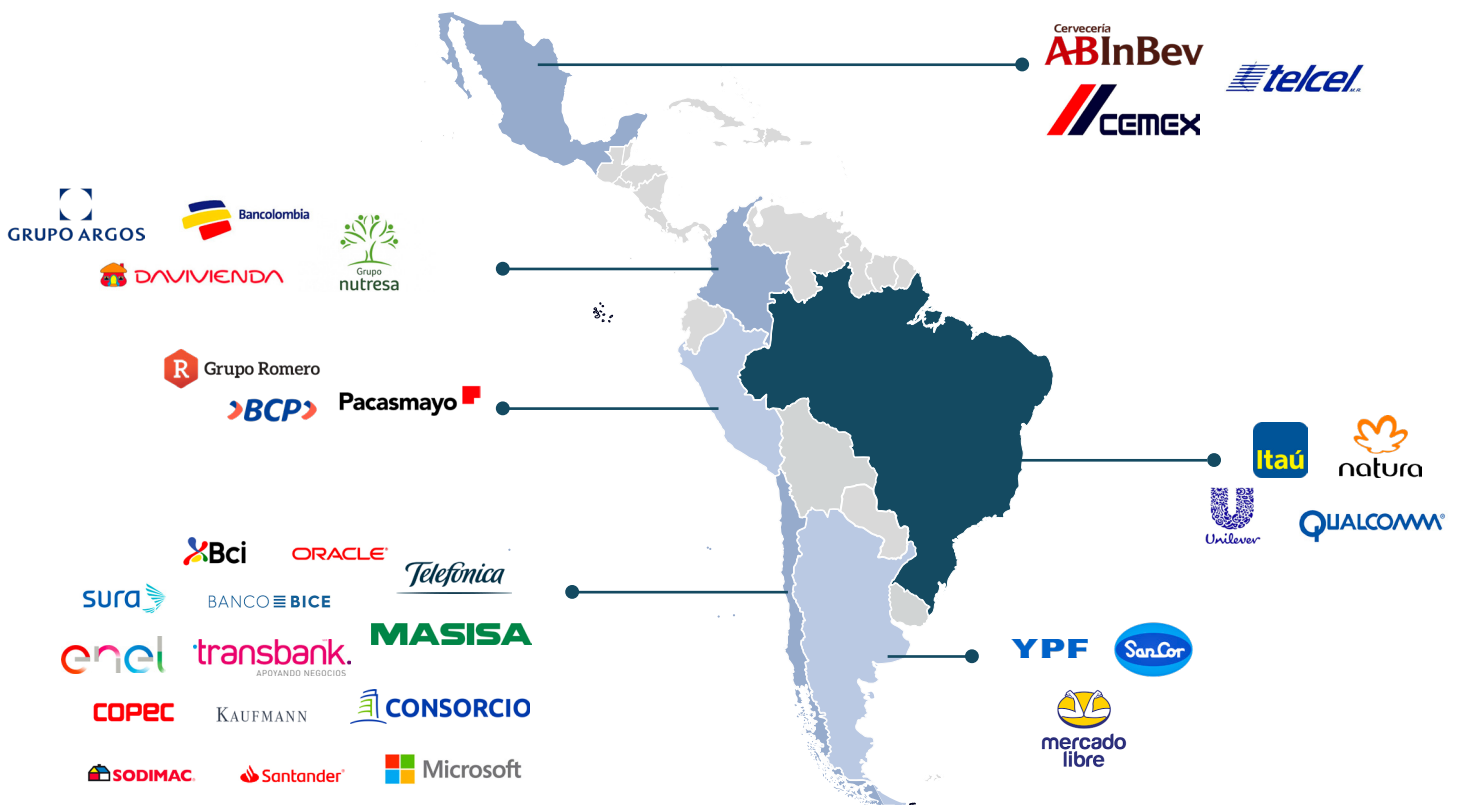 Cervecería
ABInBev
telcel M.R.
CEMEX
GRUPO ARGOS
Bancolombia
DAVIVIENDA
Grupo
nutresa
R Grupo Romero
BCP
Pacasmayo
Itaú
natura
Unilever
QUALCOMM®
Bci
ORACLE®
Telefónica
sura
BANCO BICE
MASISA
enel
transbank.
APOYANDO NEGOCIOS
COPEC
KAUFMANN
CONSORCIO
SODIMAC
Santander®
Microsoft
YPF
SanCor
mercado
libre